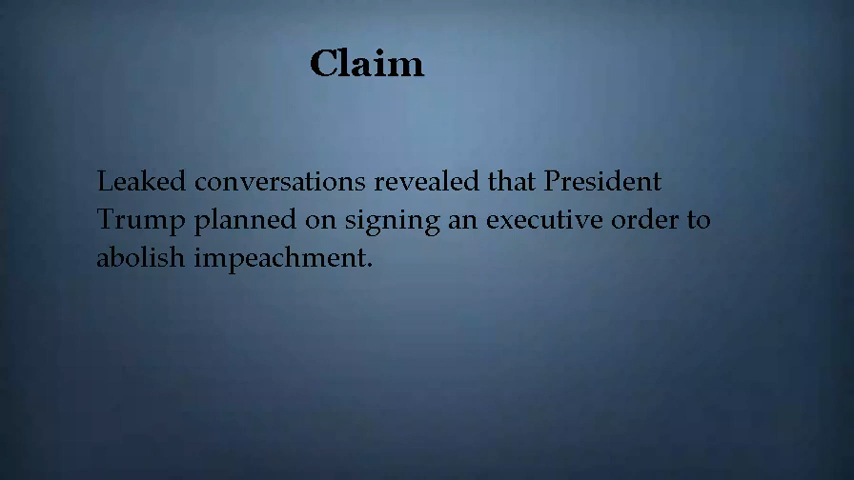 Claim
Leaked conversations revealed that President
Trump planned on signing an executive order to
abolish impeachment.